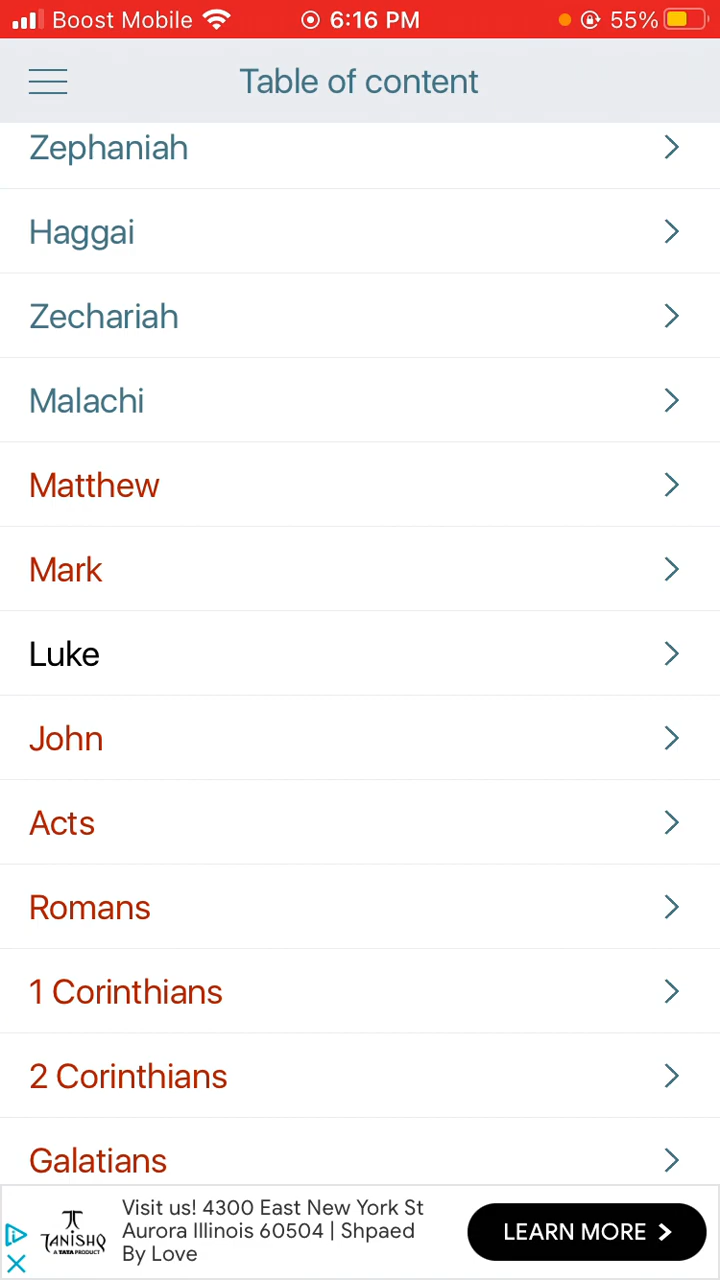 Boost Mobile 6:16 PM 55%
Table of content
Zephaniah
Haggai
Zechariah
Malachi
Matthew
Mark
Luke
John
Acts
Romans
1 Corinthians
2 Corinthians
Galatians
TANISHQ
A TATA PRODUCT
Visit us! 4300 East New York St
Aurora Illinois 60504 | Shpaed
By Love
LEARN MORE